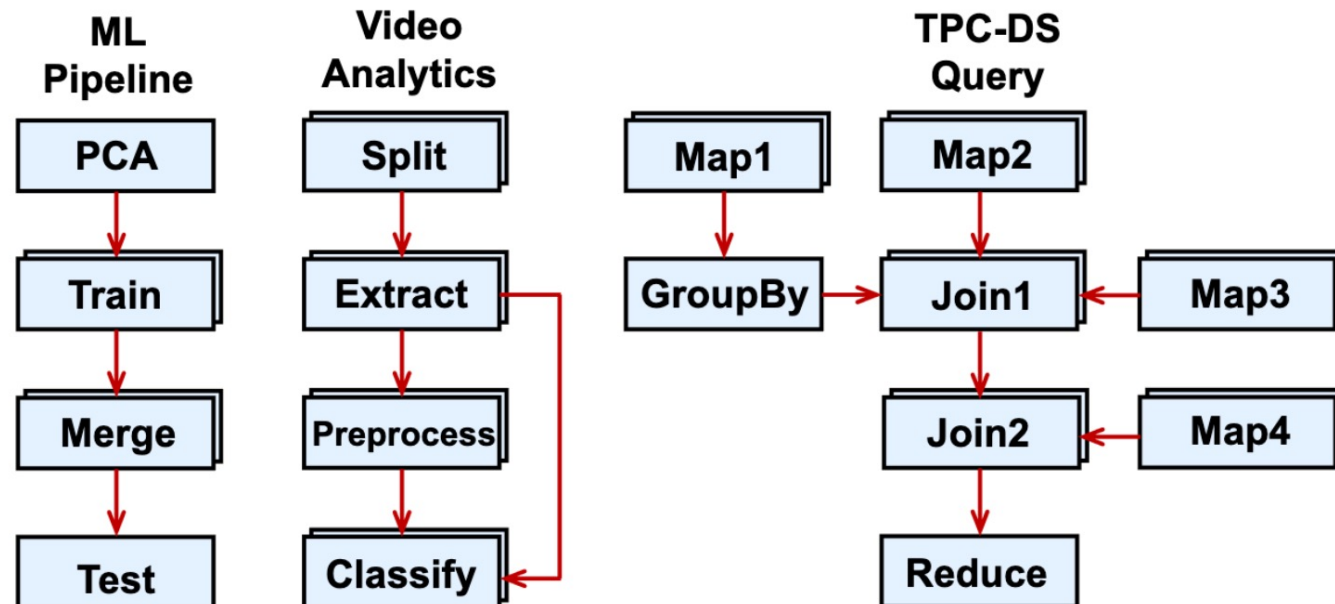 ML
Pipeline
PCA
Train
Merge
Test
Video
Analytics
Split
Extract
Preprocess
Classify
TPC-DS
Query
Map1
Map2
GroupBy
Join1
Map3
Join2
Map4
Reduce